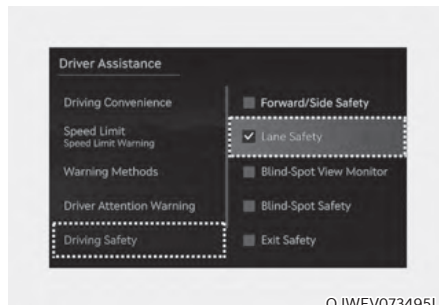 Driver Assistance
Driving Convenience
Speed Limit
Speed Limit Warning
Warning Methods
Driver Attention Warning
Driving Safety
Forward/Side Safety
Lane Safety
Blind-Spot View Monitor
Blind-Spot Safety
Exit Safety